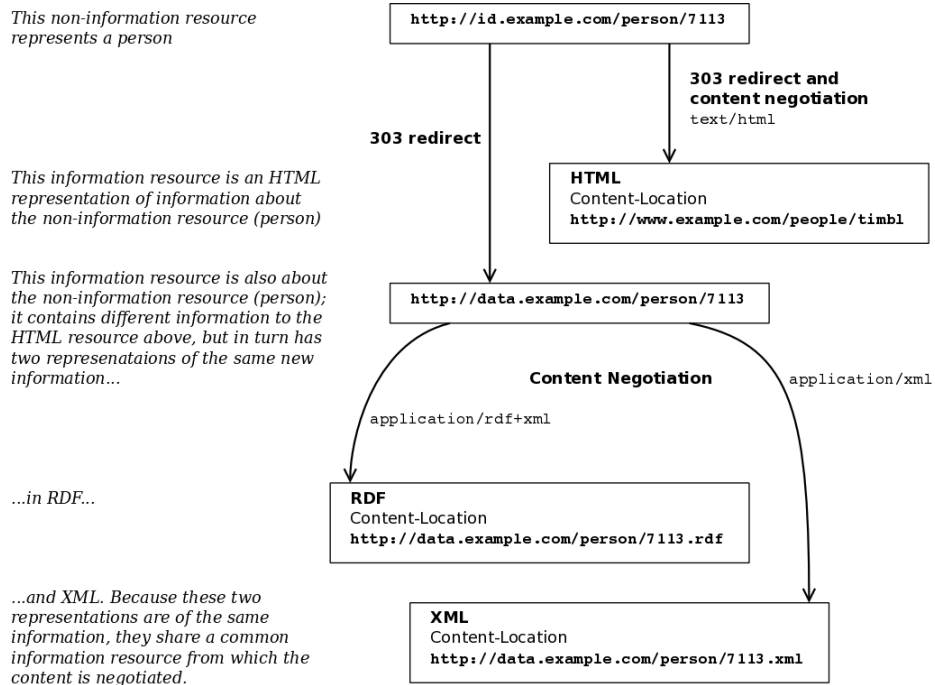 This non-information resource
represents a person
http://id.example.com/person/7113
303 redirect and
content negotiation
text/html
303 redirect
This information resource is an HTML
representation of information about
the non-information resource (person)
HTML
Content-Location
http://www.example.com/people/timbl
This information resource is also about
the non-information resource (person);
it contains different information to the
HTML resource above, but in turn has
two represenataions of the same new
information...
http://data.example.com/person/7113
Content Negotiation
application/xml
application/rdf+xml
...in RDF...
RDF
Content-Location
http://data.example.com/person/7113.rdf
...and XML. Because these two
representations are of the same
information, they share a common
information resource from which the
content is negotiated.
XML
Content-Location
http://data.example.com/person/7113.xml